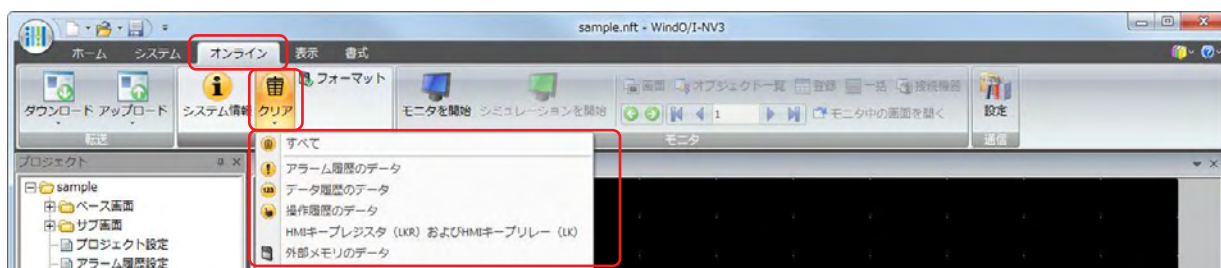 sample.nft - WindO/I-NV3
ホーム システム オンライン 表示 書式
ダウンロード アップロード システム情報 クリア フォーマット モニタを開始 シミュレーションを開始 画面 オブジェクト一覧 登録 一括 接続機器 設定
1 モニタ中の画面を開く
転送 モニタ 通信
すべて
アラーム履歴のデータ
データ履歴のデータ
操作履歴のデータ
HMIキープレジスタ (LKR) およびHMIキープリレー (LK)
外部メモリのデータ
プロジェクト
sample
ベース画面
サブ画面
プロジェクト設定
アラーム履歴設定